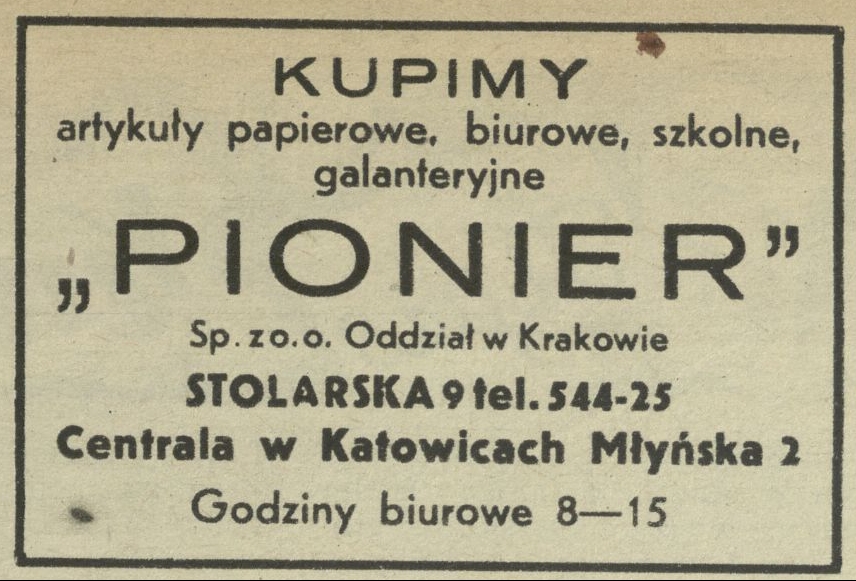 KUPIMY
artykuły papierowe, biurowe, szkolne,
galanteryjne
„PIONIER”
Sp. z o.o. Oddział w Krakowie
STOLARSKA 9 tel. 544-25
Centrala w Katowicach Młyńska 2
Godziny biurowe 8—15